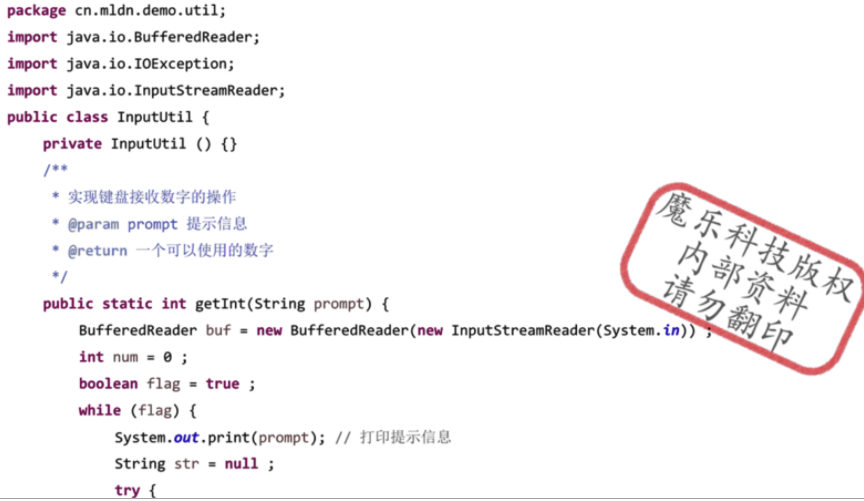 package cn.mldn.demo.util;
import java.io.BufferedReader;
import java.io.IOException;
import java.io.InputStreamReader;
public class InputUtil {
    private InputUtil () {}
    /**
     * 实现键盘接收数字的操作
     * @param prompt 提示信息
     * @return 一个可以使用的数字
     */
    public static int getInt(String prompt) {
        BufferedReader buf = new BufferedReader(new InputStreamReader(System.in)) ;
        int num = 0 ;
        boolean flag = true ;
        while (flag) {
            System.out.print(prompt); // 打印提示信息
            String str = null ;
            try {
魔乐科技版权
内部资料
请勿翻印